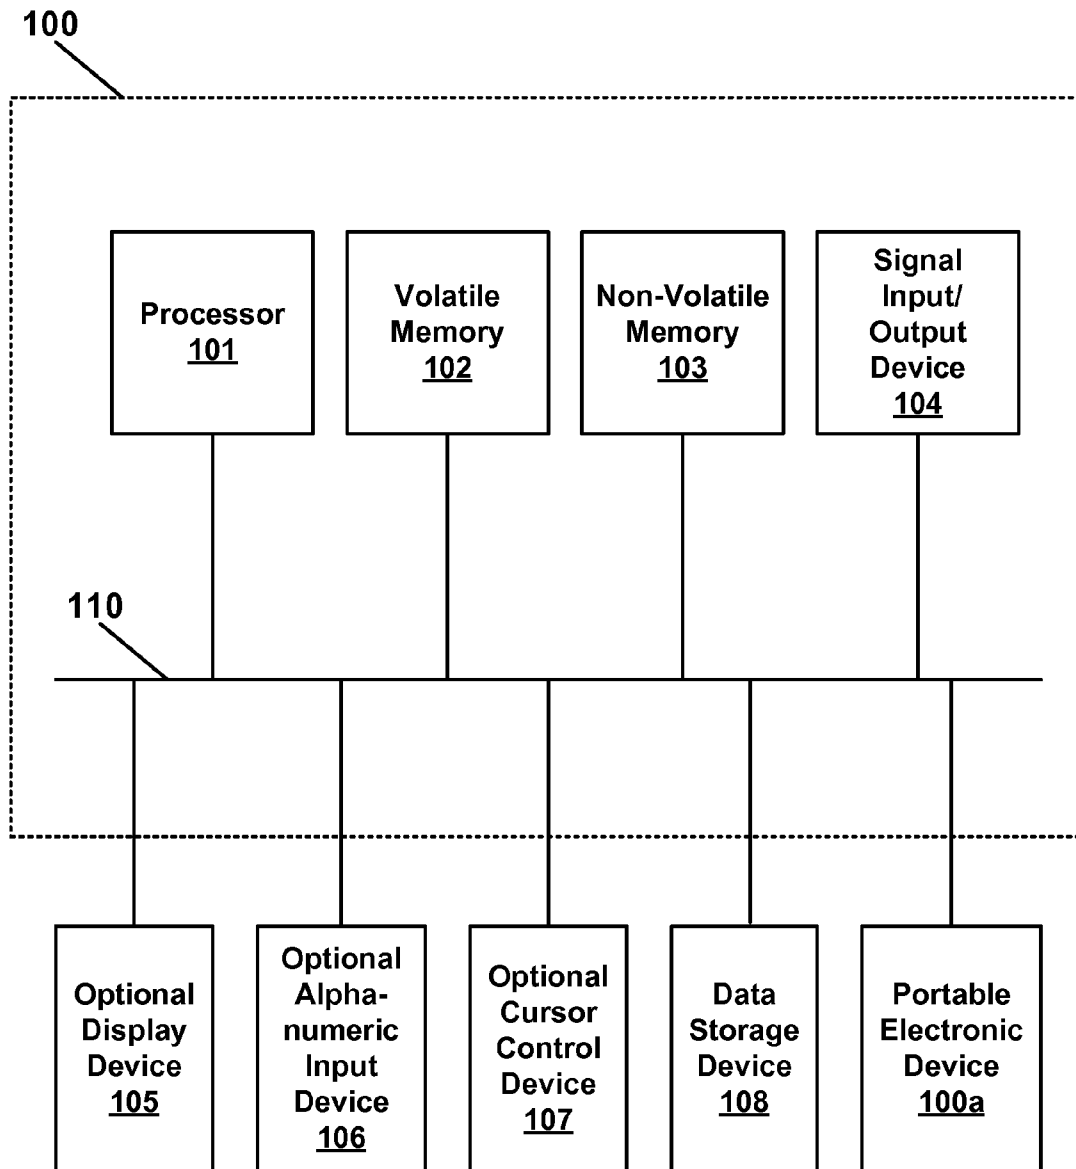 100
Processor
101
Volatile
Memory
102
Non-Volatile
Memory
103
Signal
Input/
Output
Device
104
110
Optional
Display
Device
105
Optional
Alpha-
numeric
Input
Device
106
Optional
Cursor
Control
Device
107
Data
Storage
Device
108
Portable
Electronic
Device
100a